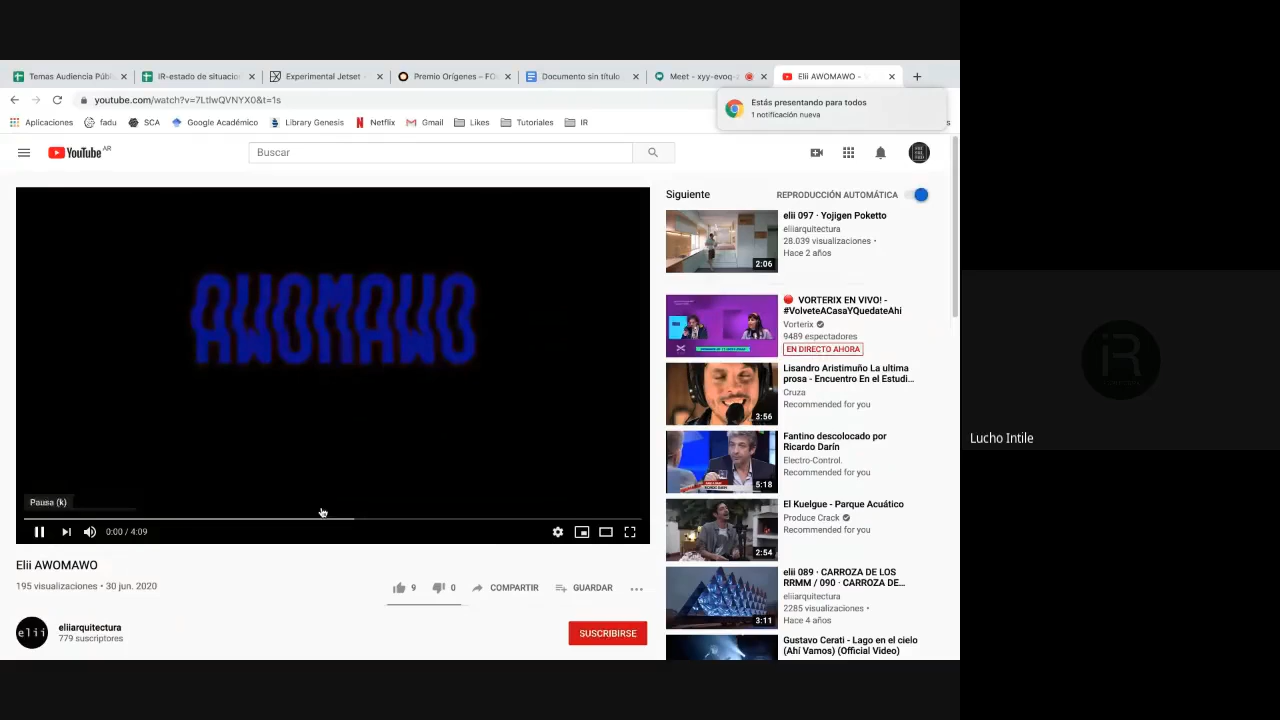 Temas Audiencia Públi
IR-estado de situacion
Experimental Jetset -
Premio Orígenes – FO
Documento sin título
Meet - xyy-evoq-z
Elii AWOMAWO -
youtube.com/watch?v=7LtlwQVNYX0&t=1s
Estás presentando para todos
1 notificación nueva
Aplicaciones
fadu
SCA
Google Académico
Library Genesis
Netflix
Gmail
Likes
Tutoriales
IR
YouTube AR
Buscar
AWOMAWO
Pausa (k)
0:00 / 4:09
Elii AWOMAWO
195 visualizaciones • 30 jun. 2020
9
0
COMPARTIR
GUARDAR
elii
eliiarquitectura
779 suscriptores
SUSCRIBIRSE
Siguiente
REPRODUCCIÓN AUTOMÁTICA
elii 097 · Yojigen Poketto
eliiarquitectura
28.039 visualizaciones •
Hace 2 años
2:06
VORTERIX EN VIVO! -
#VolveteACasaYQuedateAhi
Vorterix
9489 espectadores
EN DIRECTO AHORA
Lisandro Aristimuño La ultima
prosa - Encuentro En el Estudi...
Cruza
Recommended for you
3:56
Fantino descolocado por
Ricardo Darín
Electro-Control.
Recommended for you
5:18
El Kuelgue - Parque Acuático
Produce Crack
Recommended for you
2:54
elii 089 · CARROZA DE LOS
RRMM / 090 · CARROZA DE...
eliiarquitectura
2285 visualizaciones •
Hace 4 años
3:11
Gustavo Cerati - Lago en el cielo
(Ahí Vamos) (Official Video)
iR
Lucho Intile